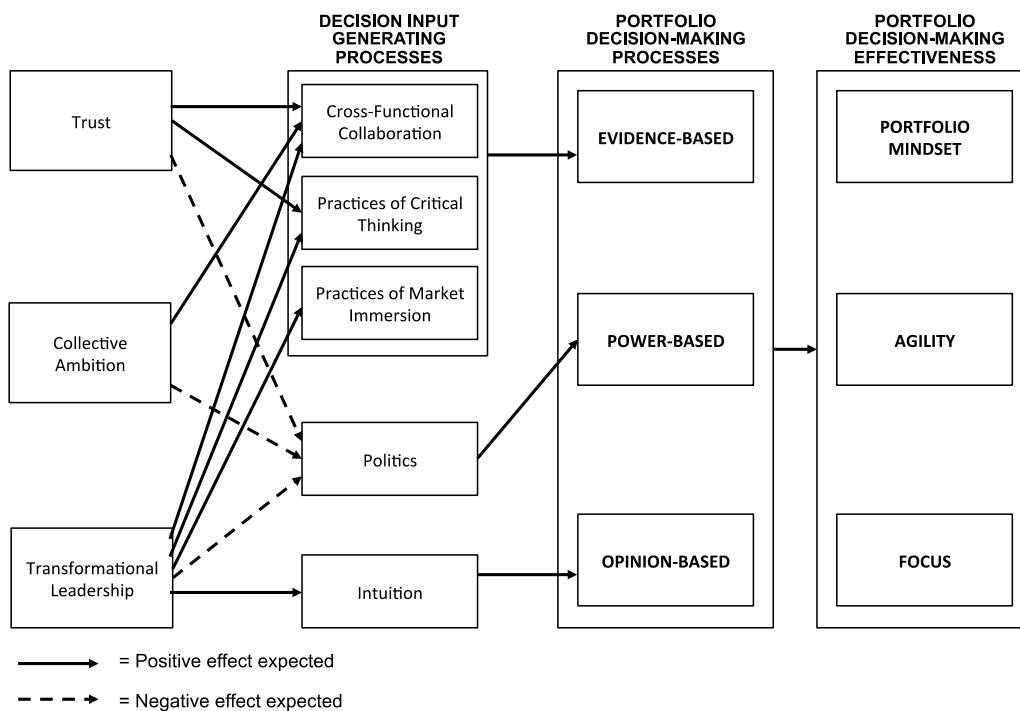 DECISION INPUT
GENERATING
PROCESSES
PORTFOLIO
DECISION-MAKING
PROCESSES
PORTFOLIO
DECISION-MAKING
EFFECTIVENESS
Trust
Cross-Functional
Collaboration
EVIDENCE-BASED
PORTFOLIO
MINDSET
Practices of Critical
Thinking
Practices of Market
Immersion
Collective
Ambition
POWER-BASED
AGILITY
Politics
Transformational
Leadership
Intuition
OPINION-BASED
FOCUS
= Positive effect expected
= Negative effect expected